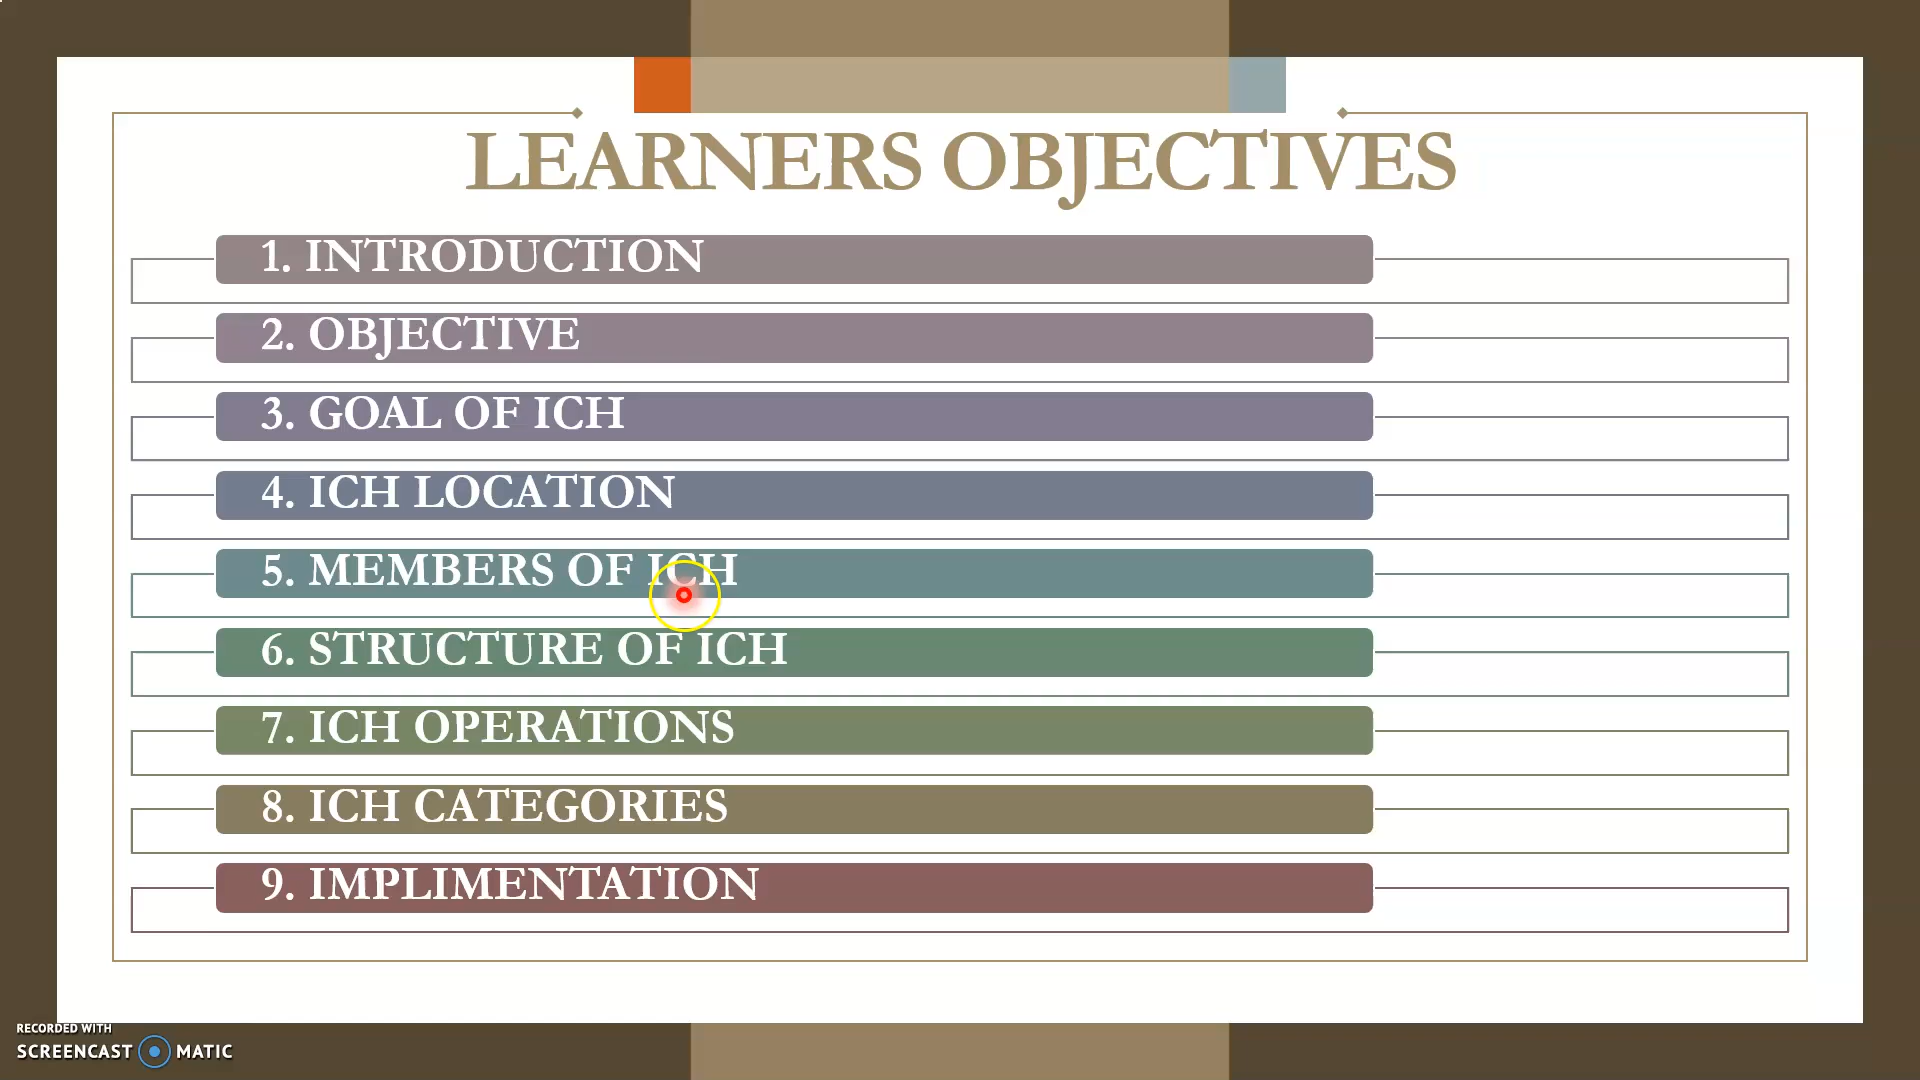 LEARNERS OBJECTIVES
1. INTRODUCTION
2. OBJECTIVE
3. GOAL OF ICH
4. ICH LOCATION
5. MEMBERS OF ICH
6. STRUCTURE OF ICH
7. ICH OPERATIONS
8. ICH CATEGORIES
9. IMPLIMENTATION
RECORDED WITH
SCREENCAST MATIC